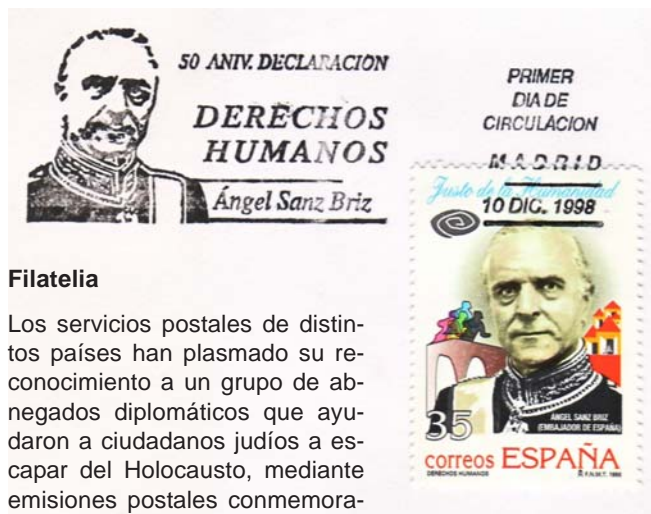 50 ANIV. DECLARACION
DERECHOS
HUMANOS
Ángel Sanz Briz
PRIMER
DIA DE
CIRCULACION
MADRID
10 DIC. 1998
Justo de la Humanidad
35
ÁNGEL SANZ BRIZ
(EMBAJADOR DE ESPAÑA)
correos ESPAÑA
DERECHOS HUMANOS
F.N.M.T. 1998
Filatelia
Los servicios postales de distin-
tos países han plasmado su re-
conocimiento a un grupo de ab-
negados diplomáticos que ayu-
daron a ciudadanos judíos a es-
capar del Holocausto, mediante
emisiones postales conmemora-